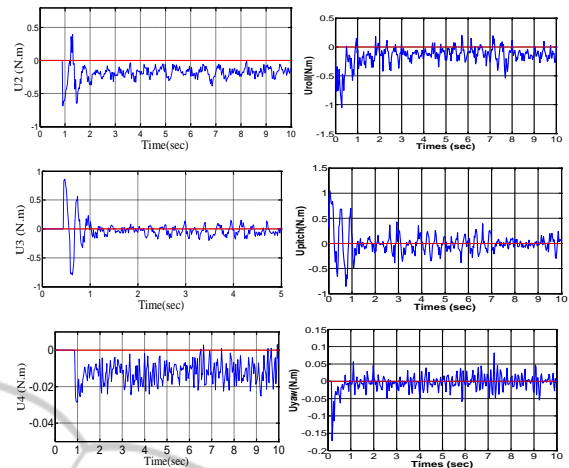 U2 (N.m)
0.5
0
-0.5
-1
0 1 2 3 4 5 6 7 8 9 10
Time(sec)
Uroll(N.m)
0.5
0
-0.5
-1
-1.5
0 1 2 3 4 5 6 7 8 9 10
Times (sec)
U3 (N.m)
1
0.5
0
-0.5
-1
0 1 2 3 4 5
Time(sec)
Upitch(N.m)
1.5
1
0.5
0
-0.5
-1
0 1 2 3 4 5 6 7 8 9 10
Times (sec)
U4 (N.m)
0
-0.02
-0.04
0 1 2 3 4 5 6 7 8 9 10
Time(sec)
Uyaw(N.m)
0.15
0.1
0.05
0
-0.05
-0.1
-0.15
-0.2
0 1 2 3 4 5 6 7 8 9 10
Times (sec)